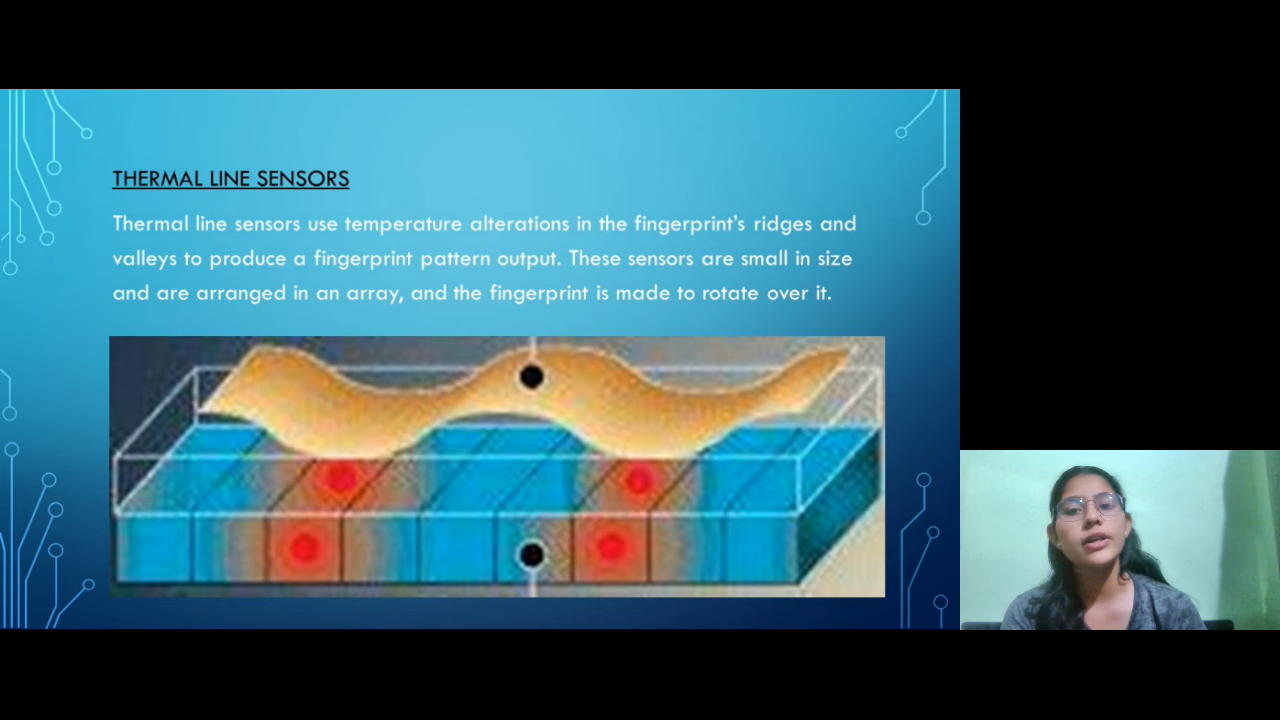 THERMAL LINE SENSORS
Thermal line sensors use temperature alterations in the fingerprint's ridges and
valleys to produce a fingerprint pattern output. These sensors are small in size
and are arranged in an array, and the fingerprint is made to rotate over it.